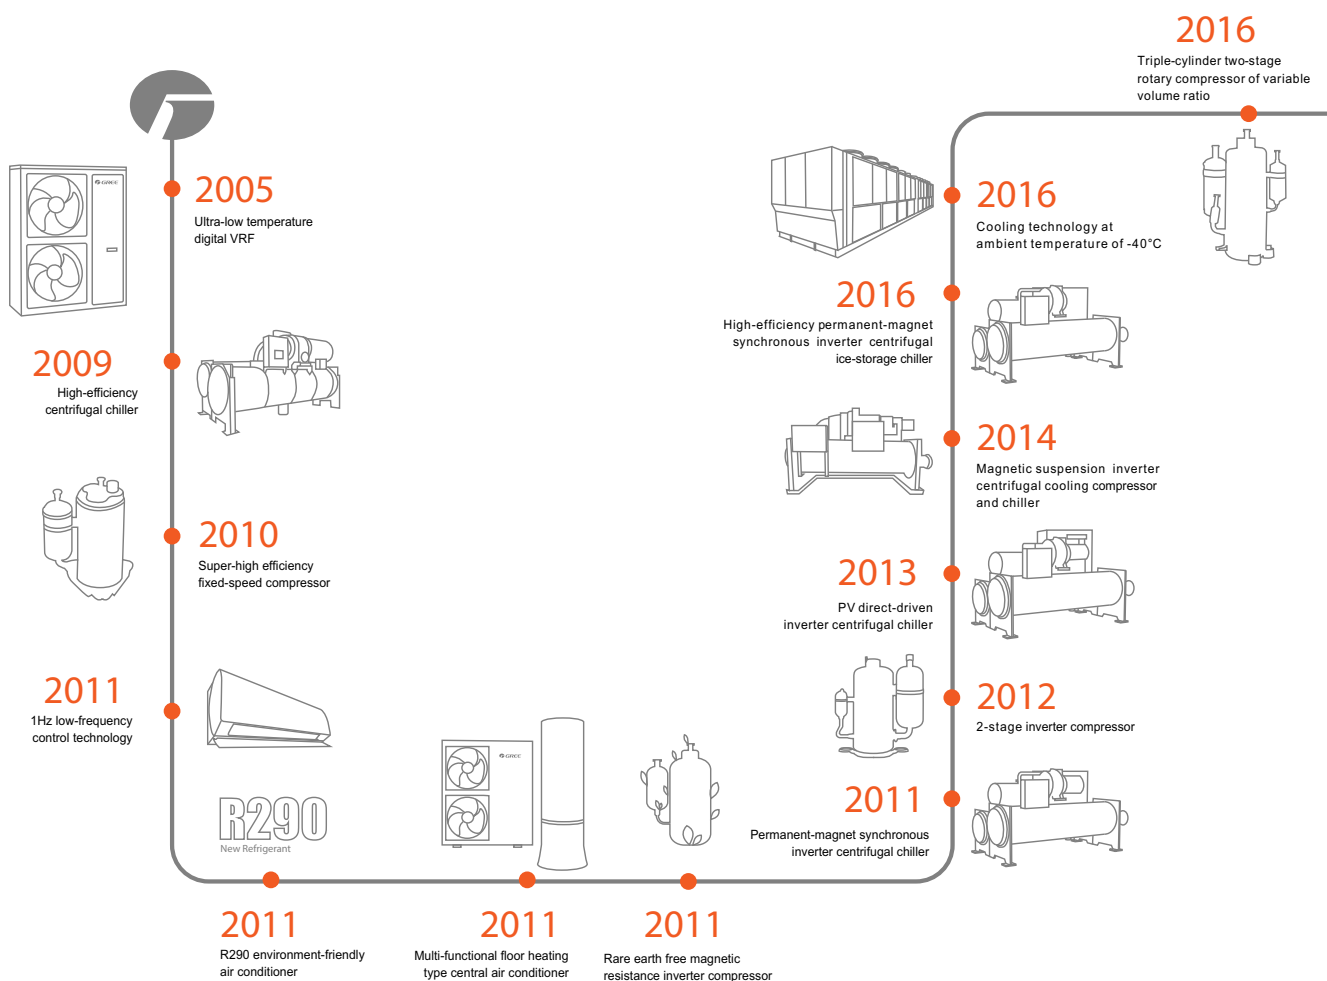 GREE
2005
Ultra-low temperature
digital VRF
2009
High-efficiency
centrifugal chiller
2010
Super-high efficiency
fixed-speed compressor
2011
1Hz low-frequency
control technology
R290
New Refrigerant
2011
R290 environment-friendly
air conditioner
GREE
2011
Multi-functional floor heating
type central air conditioner
2011
Rare earth free magnetic
resistance inverter compressor
2011
Permanent-magnet synchronous
inverter centrifugal chiller
2012
2-stage inverter compressor
2013
PV direct-driven
inverter centrifugal chiller
2014
Magnetic suspension inverter
centrifugal cooling compressor
and chiller
2016
High-efficiency permanent-magnet
synchronous inverter centrifugal
ice-storage chiller
2016
Cooling technology at
ambient temperature of -40°C
2016
Triple-cylinder two-stage
rotary compressor of variable
volume ratio